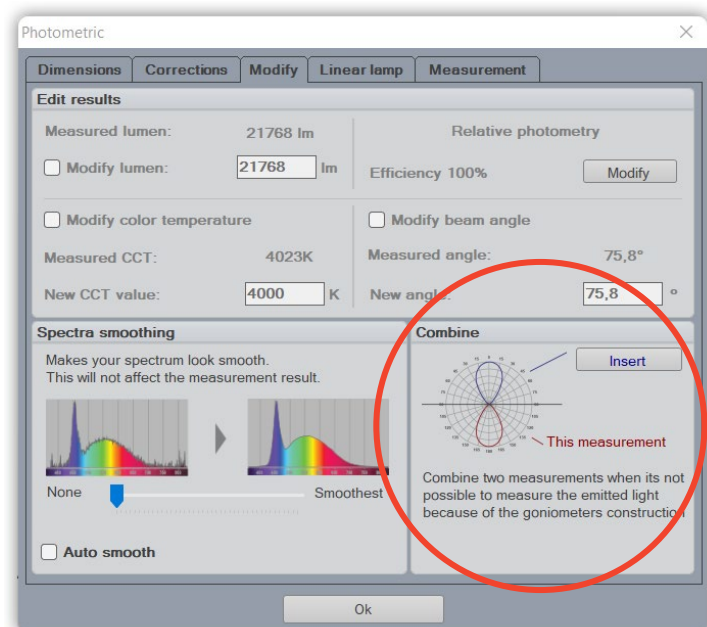 Photometric
Dimensions Corrections Modify Linear lamp Measurement
Edit results
Measured lumen: 21768 lm
Modify lumen: 21768 lm
Relative photometry
Efficiency 100% Modify
Modify color temperature
Measured CCT: 4023K
New CCT value: 4000 K
Modify beam angle
Measured angle: 75,8°
New angle: 75,8 °
Spectra smoothing
Makes your spectrum look smooth.
This will not affect the measurement result.
None Smoothest
Auto smooth
Combine
Insert
This measurement
Combine two measurements when its not
possible to measure the emitted light
because of the goniometers construction
Ok